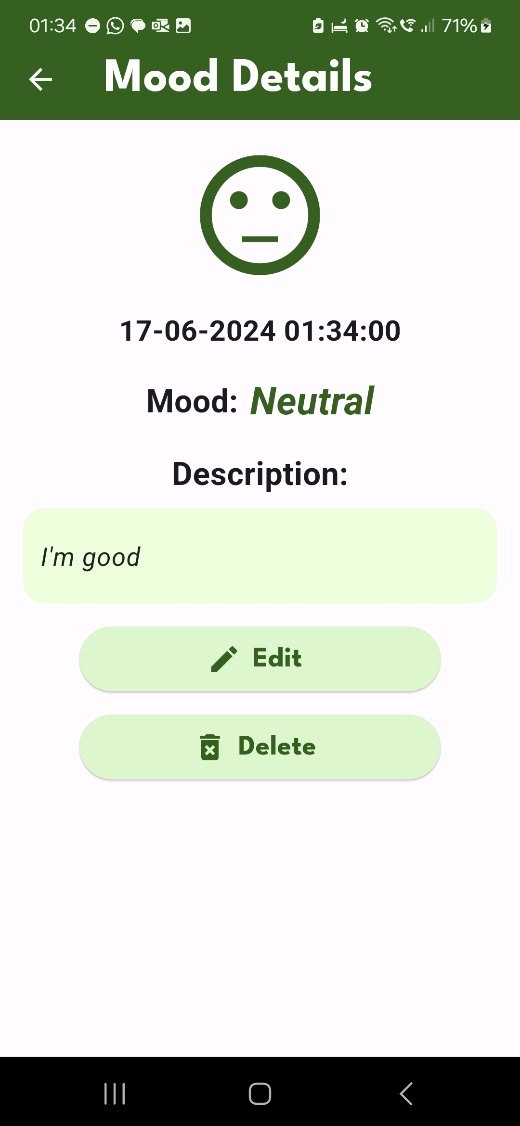 01:34 71%
Mood Details
17-06-2024 01:34:00
Mood: Neutral
Description:
I'm good
Edit
Delete